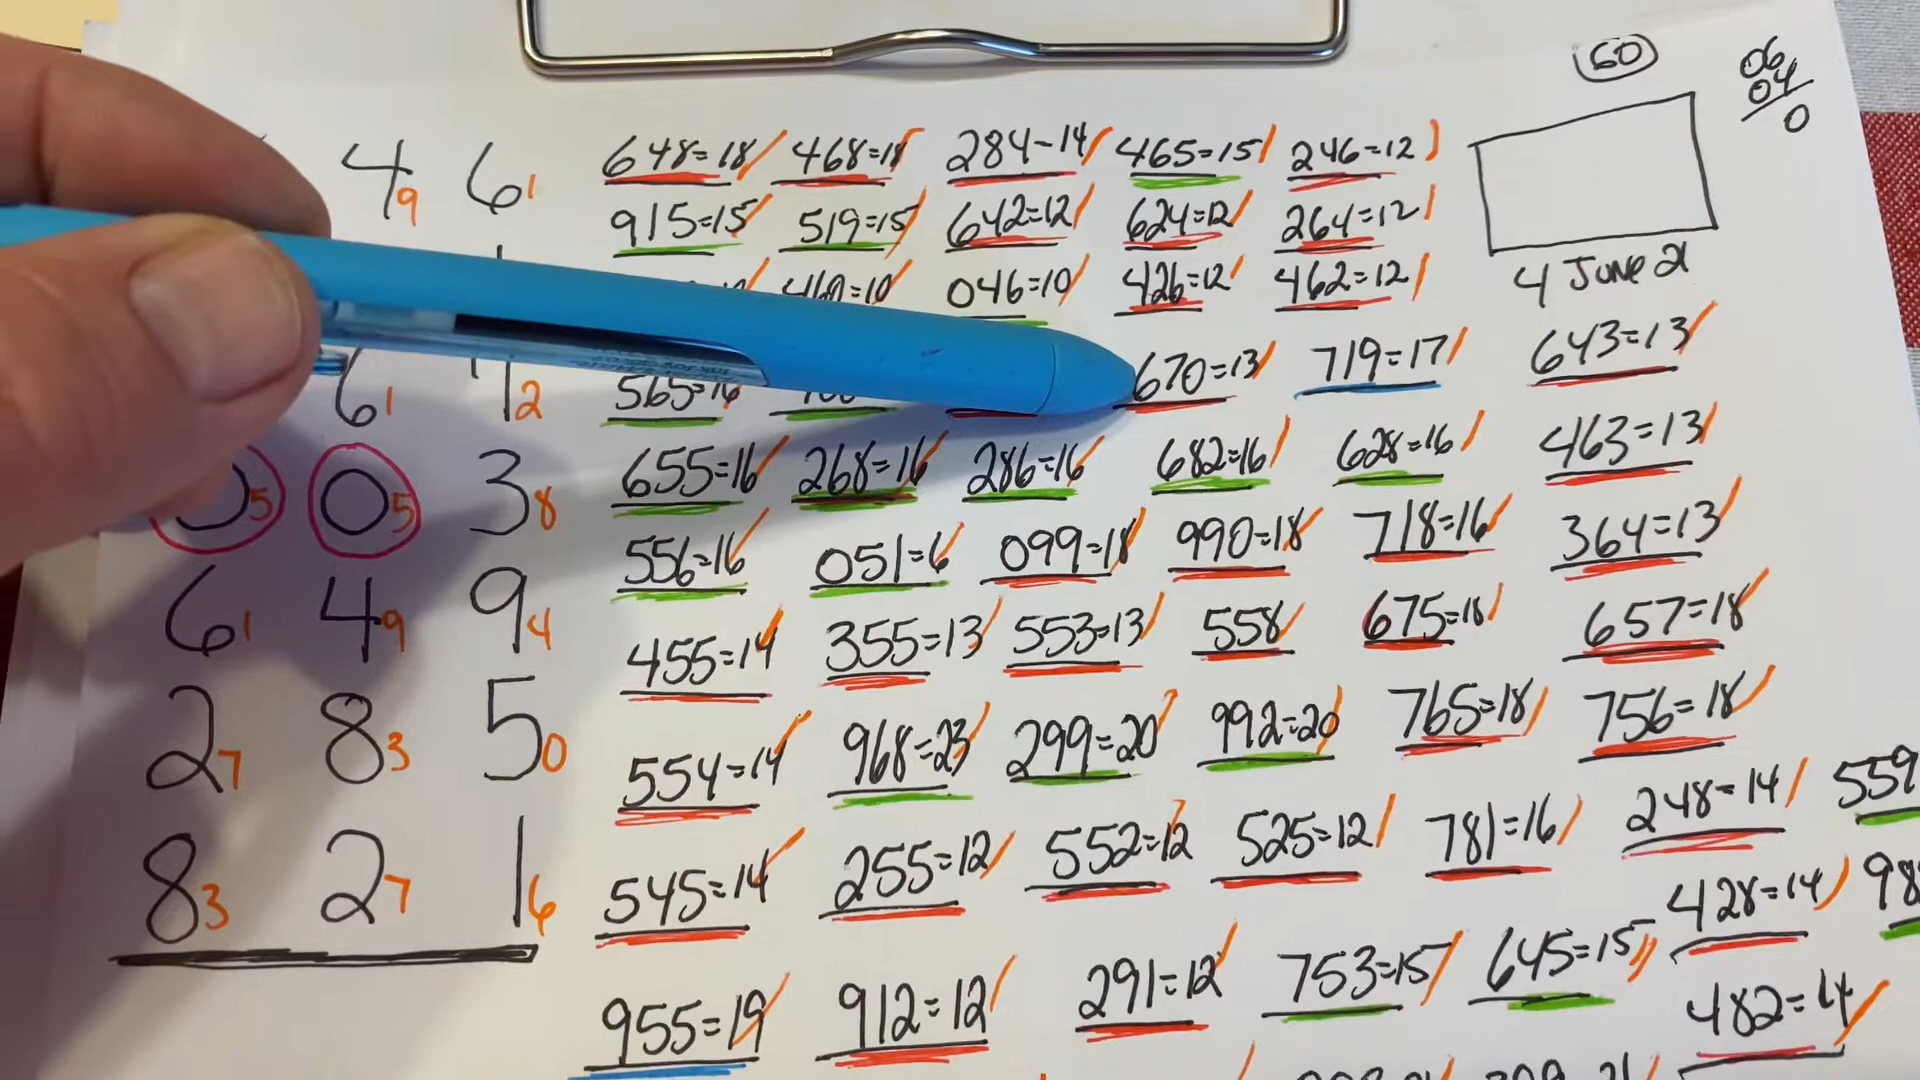 60
06
04
0
4 9 6 1
648=18 468=18 284-14 465=15 246=12
915=15 519=15 642=12 624=12 264=12
460=10 046=10 426=12 462=12
4 June 21
6 1 2
565=16 670=13 719=17 643=13
5 0 5 3 8
655=16 268=16 286=16 682=16 628=16 463=13
556=16 051=6 099=18 990=18 718=16 364=13
6 1 4 9 9 4
455=14 355=13 553=13 558 675=18 657=18
2 7 8 3 5 0
554=14 968=23 299=20 992=20 765=18 756=18
8 3 2 7 1 6
545=14 255=12 552=12 525=12 781=16 248=14 559
428=14 98
955=19 912=12 291=12 753=15 645=15
482=14